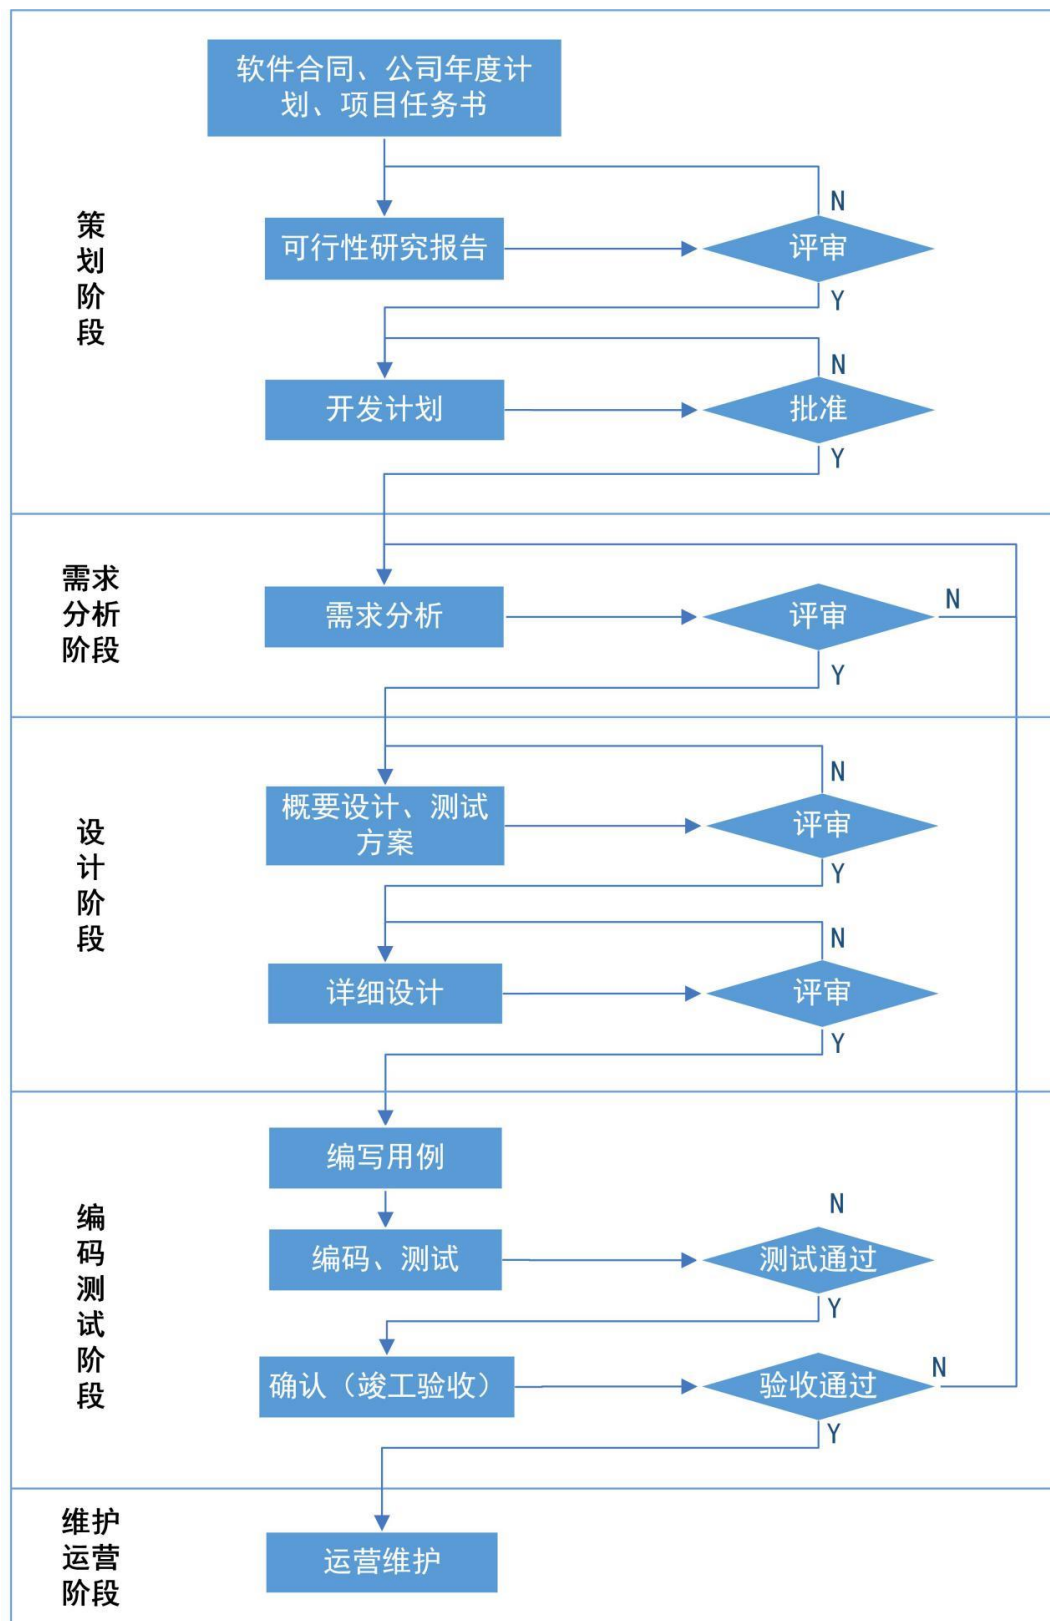 软件合同、公司年度计
划、项目任务书
策
划
阶
段
N
可行性研究报告
评审
Y
N
开发计划
批准
Y
需求
分析
阶段
需求分析
评审
N
Y
设
计
阶
段
N
概要设计、测试
方案
评审
Y
N
详细设计
评审
Y
编
码
测
试
阶
段
编写用例
N
编码、测试
测试通过
Y
确认（竣工验收）
验收通过
N
Y
维护
运营
阶段
运营维护